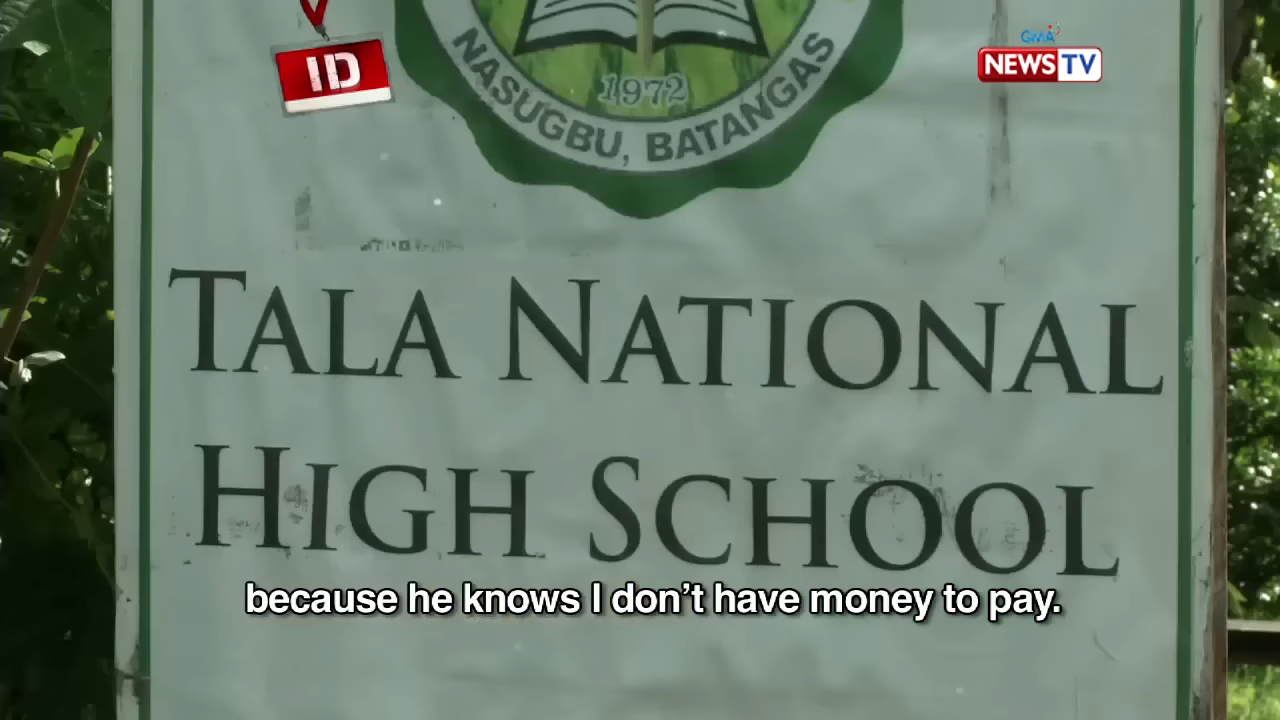 ID
GMA
NEWS TV
1972
NASUGBU, BATANGAS
TALA NATIONAL
HIGH SCHOOL
because he knows I don't have money to pay.